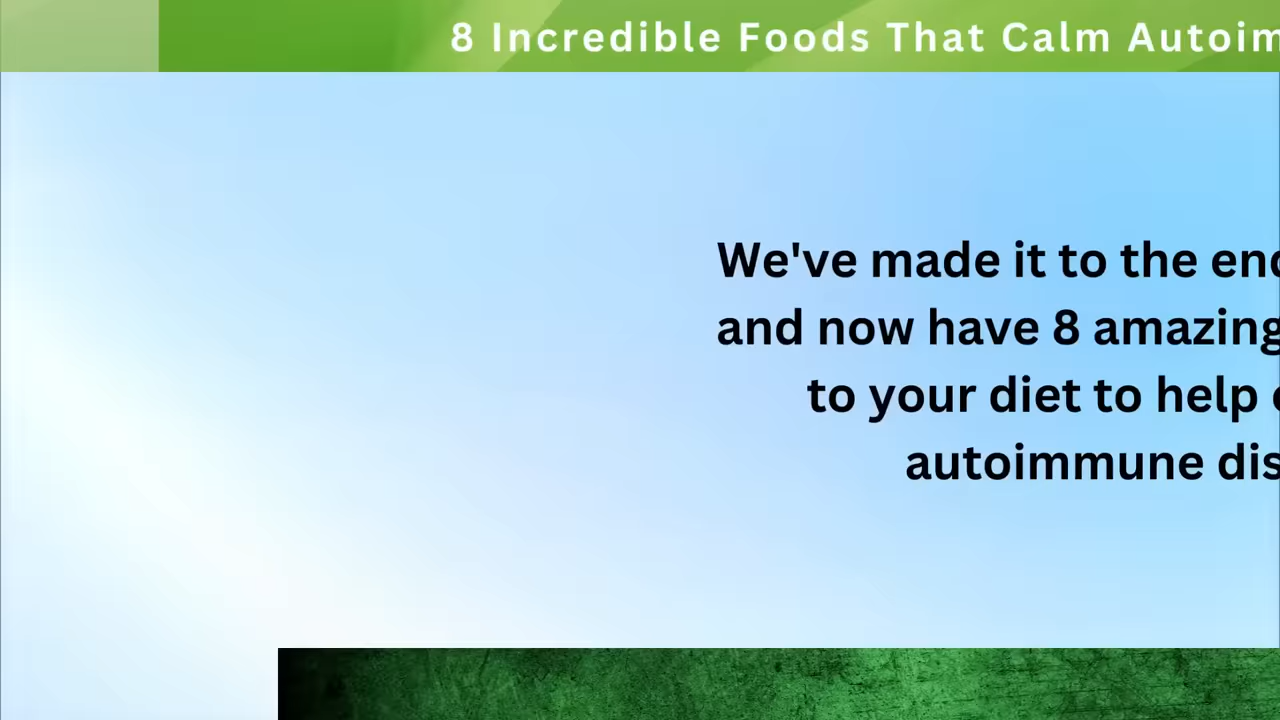 8 Incredible Foods That Calm Autoim
We've made it to the end
and now have 8 amazing
to your diet to help
autoimmune dis